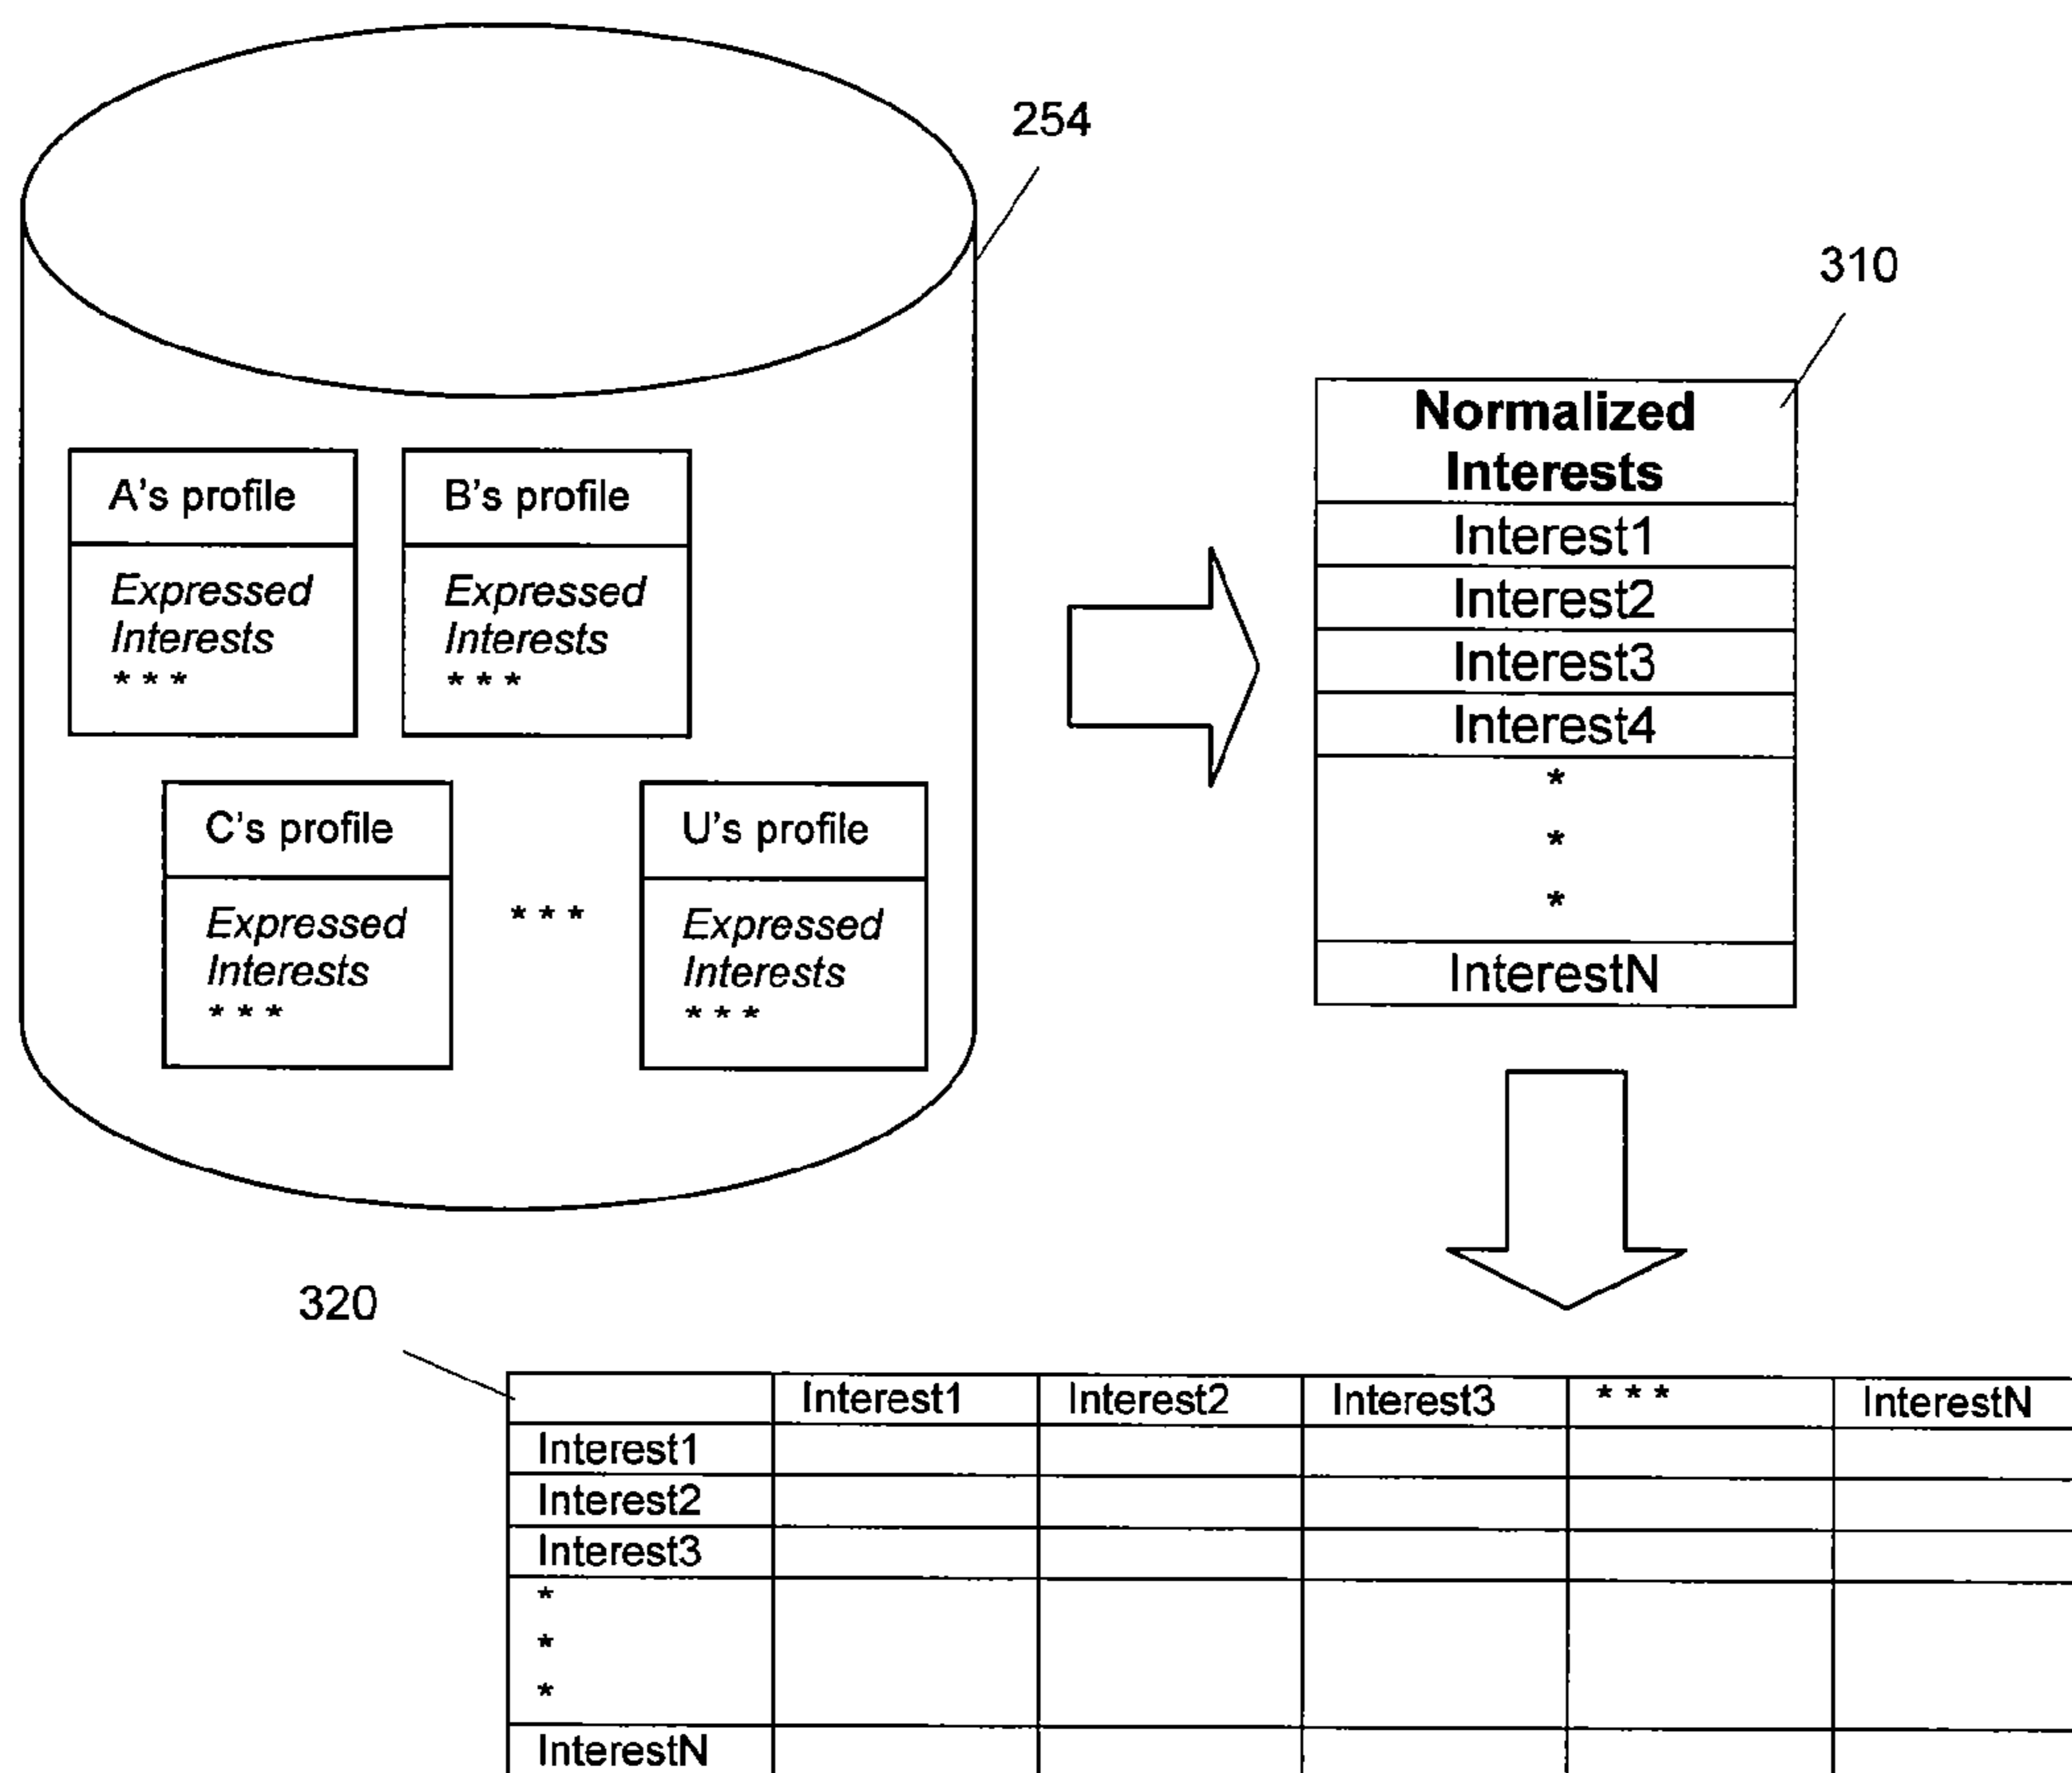 254
310
A's profile
B's profile
Expressed
Interests
* * *
Expressed
Interests
* * *
C's profile
U's profile
Expressed
Interests
* * *
* * *
Expressed
Interests
* * *
Normalized
Interests
Interest1
Interest2
Interest3
Interest4
*
*
*
InterestN
320
Interest1 Interest2 Interest3 * * * InterestN
Interest1
Interest2
Interest3
*
*
*
InterestN